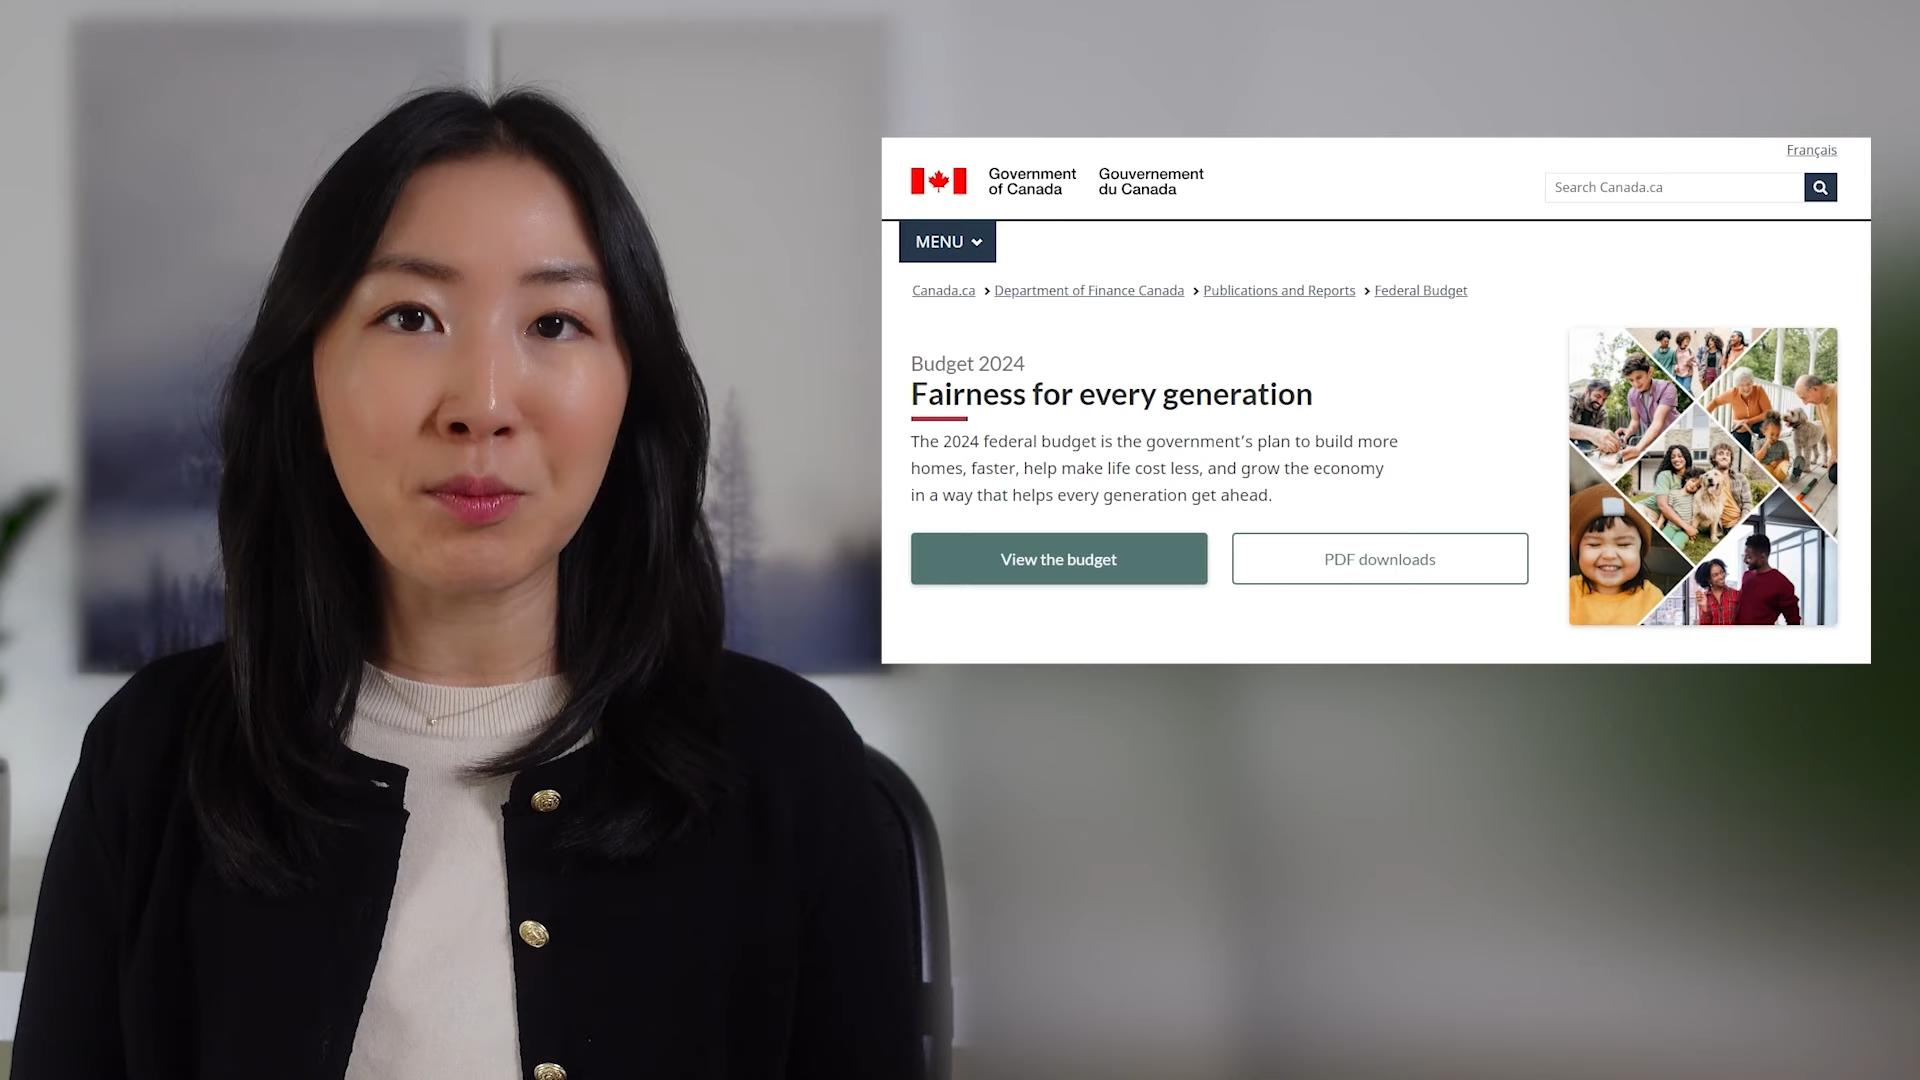 Français
Government
of Canada
Gouvernement
du Canada
Search Canada.ca
MENU
Canada.ca > Department of Finance Canada > Publications and Reports > Federal Budget
Budget 2024
Fairness for every generation
The 2024 federal budget is the government’s plan to build more
homes, faster, help make life cost less, and grow the economy
in a way that helps every generation get ahead.
View the budget
PDF downloads